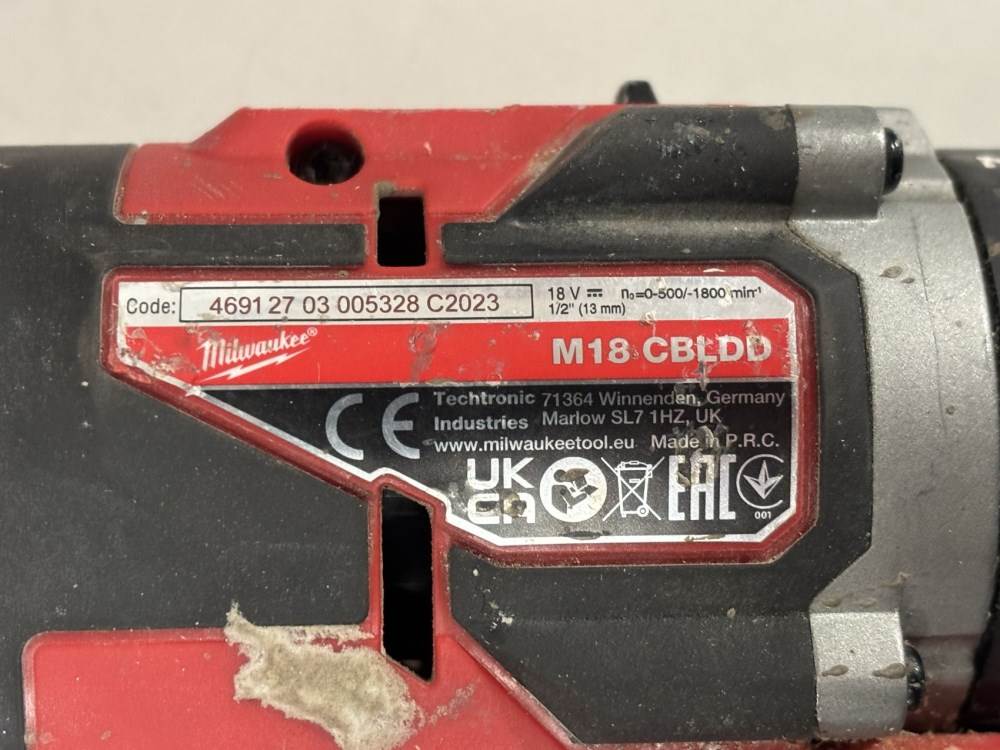 Code: 4691 27 03 005328 C2023
18 V n₀=0-500/-1800 min⁻¹
1/2" (13 mm)
Milwaukee®
M18 CBLDD
CE
Techtronic 71364 Winnenden, Germany
Industries Marlow SL7 1HZ, UK
www.milwaukeetool.eu Made in P.R.C.
UK
CA
EAC
001